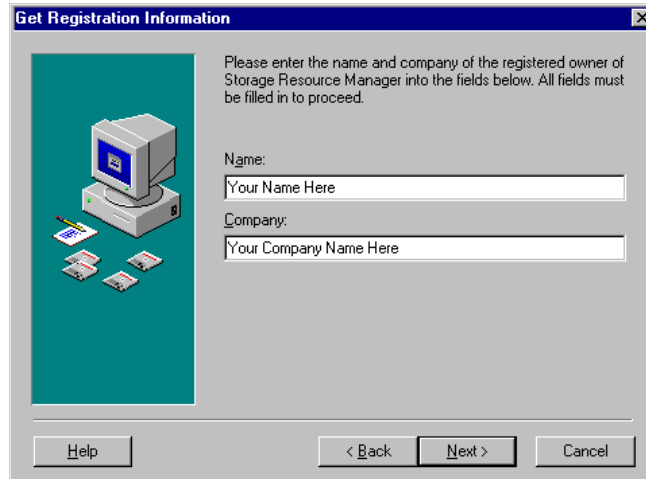 Get Registration Information
Please enter the name and company of the registered owner of
Storage Resource Manager into the fields below. All fields must
be filled in to proceed.
Name:
Your Name Here
Company:
Your Company Name Here
Help
< Back
Next >
Cancel